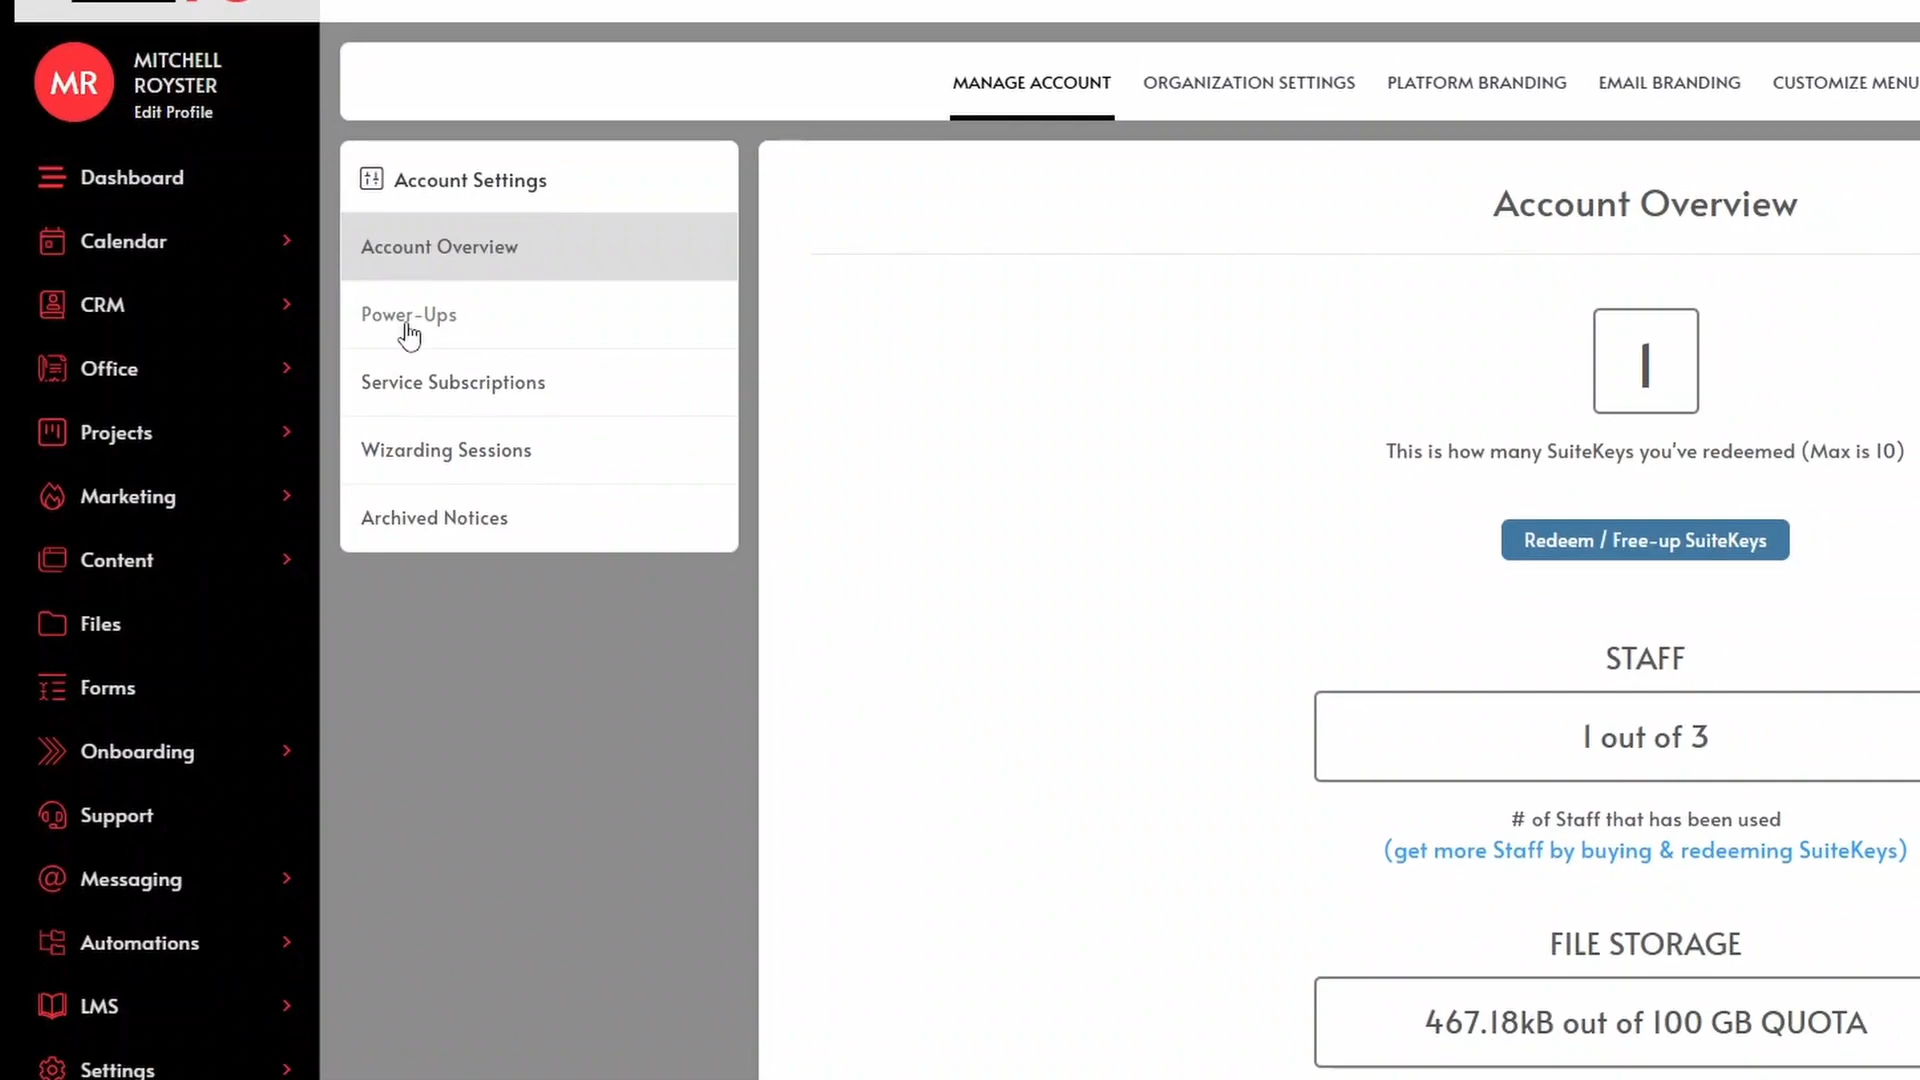 MR
MITCHELL
ROYSTER
Edit Profile
Dashboard
Calendar
CRM
Office
Projects
Marketing
Content
Files
Forms
Onboarding
Support
Messaging
Automations
LMS
Settings
MANAGE ACCOUNT
ORGANIZATION SETTINGS
PLATFORM BRANDING
EMAIL BRANDING
CUSTOMIZE MENU
Account Settings
Account Overview
Power-Ups
Service Subscriptions
Wizarding Sessions
Archived Notices
Account Overview
1
This is how many SuiteKeys you've redeemed (Max is 10)
Redeem / Free-up SuiteKeys
STAFF
1 out of 3
# of Staff that has been used
(get more Staff by buying & redeeming SuiteKeys)
FILE STORAGE
467.18kB out of 100 GB QUOTA